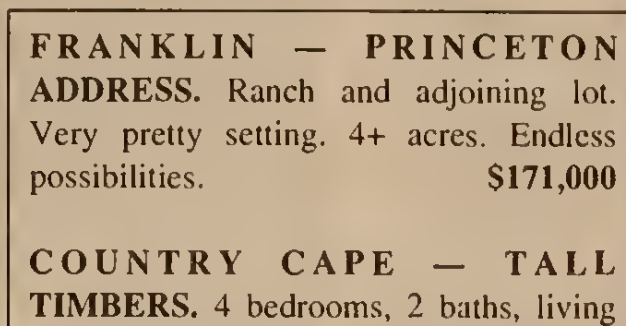 FRANKLIN — PRINCETON
ADDRESS. Ranch and adjoining lot.
Very pretty setting. 4+ acres. Endless
possibilities. $171,000
COUNTRY CAPE — TALL
TIMBERS. 4 bedrooms, 2 baths, living